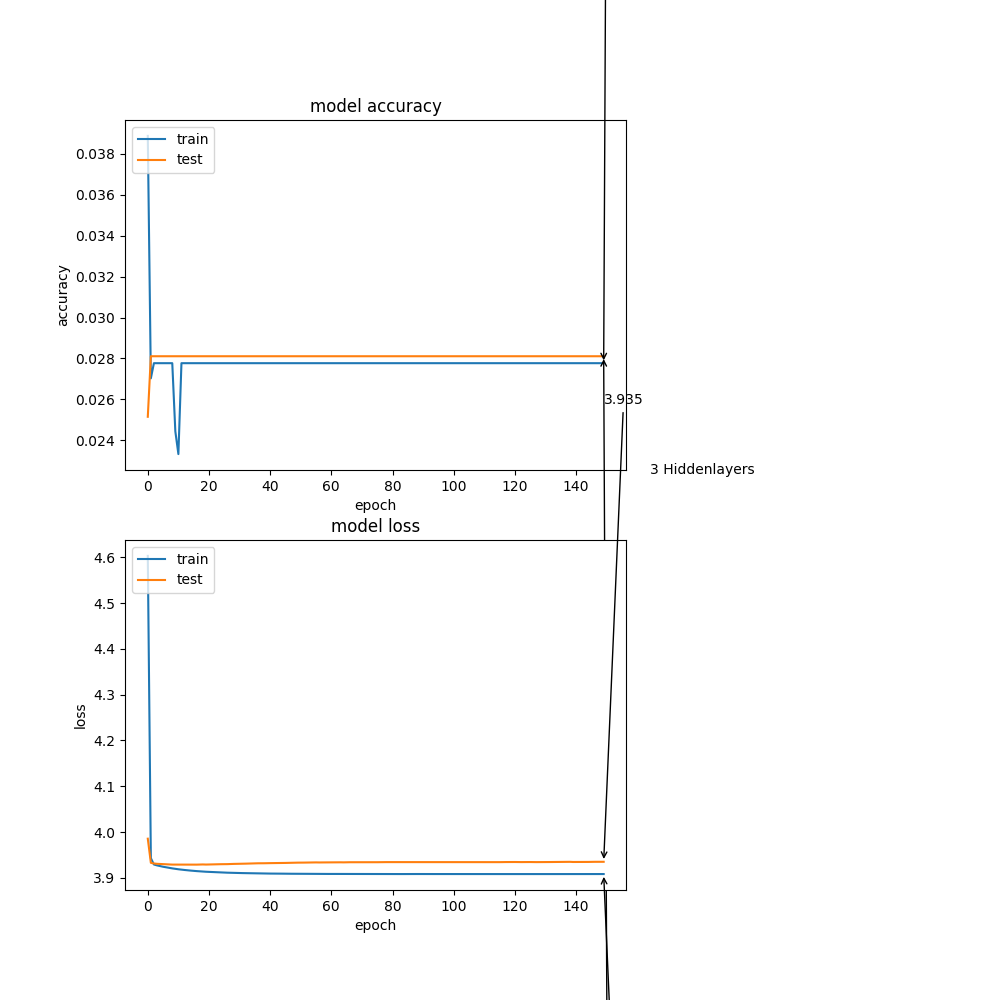 model accuracy
train
test
0.038
0.036
0.034
0.032
0.030
0.028
0.026
0.024
accuracy
0 20 40 60 80 100 120 140
epoch
3.935
3 Hiddenlayers
model loss
train
test
4.6
4.5
4.4
4.3
4.2
4.1
4.0
3.9
loss
0 20 40 60 80 100 120 140
epoch